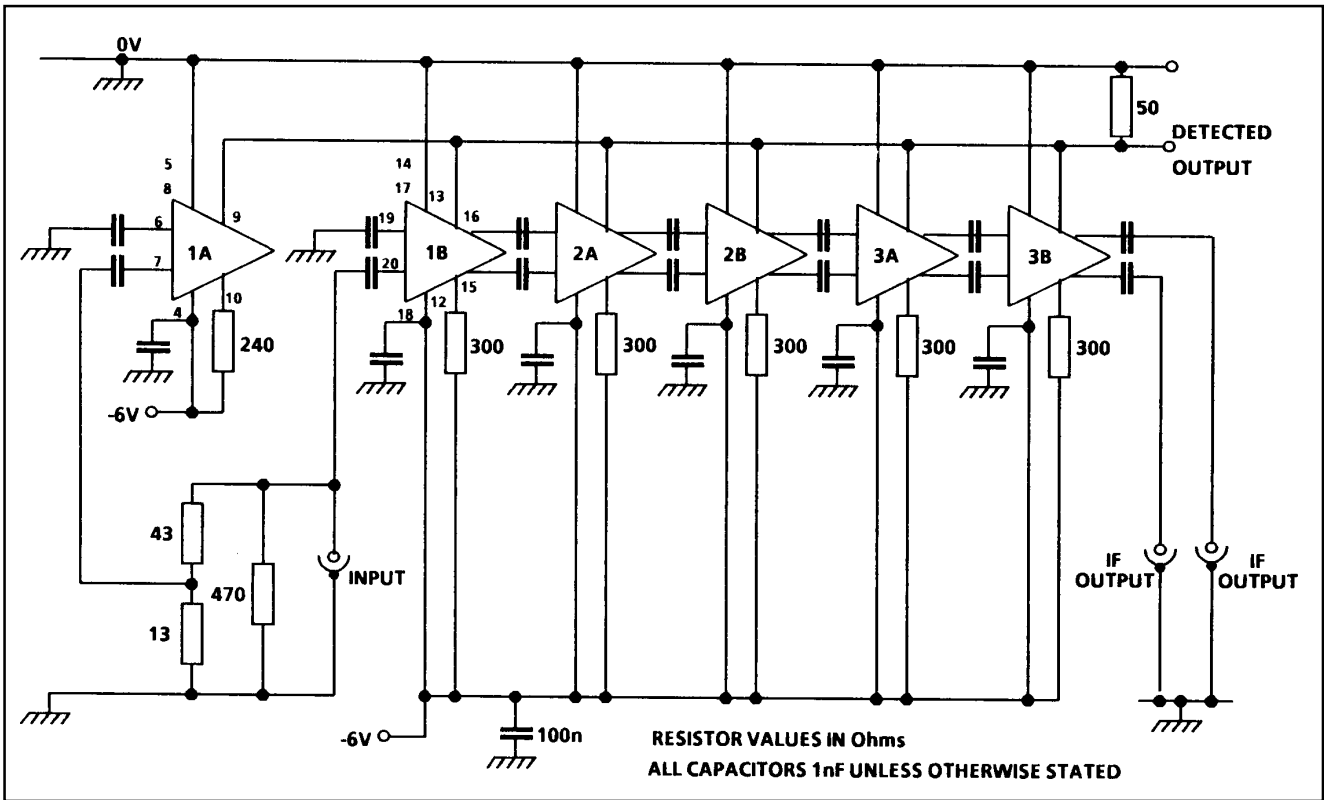 0V
50
DETECTED
OUTPUT
5
8
6
7
9
1A
10
4
240
-6V
14
17
13
19
20
16
1B
15
12
18
300
2A
300
2B
300
3A
300
3B
300
43
470
13
INPUT
IF
OUTPUT
IF
OUTPUT
-6V
100n
RESISTOR VALUES IN Ohms
ALL CAPACITORS 1nF UNLESS OTHERWISE STATED